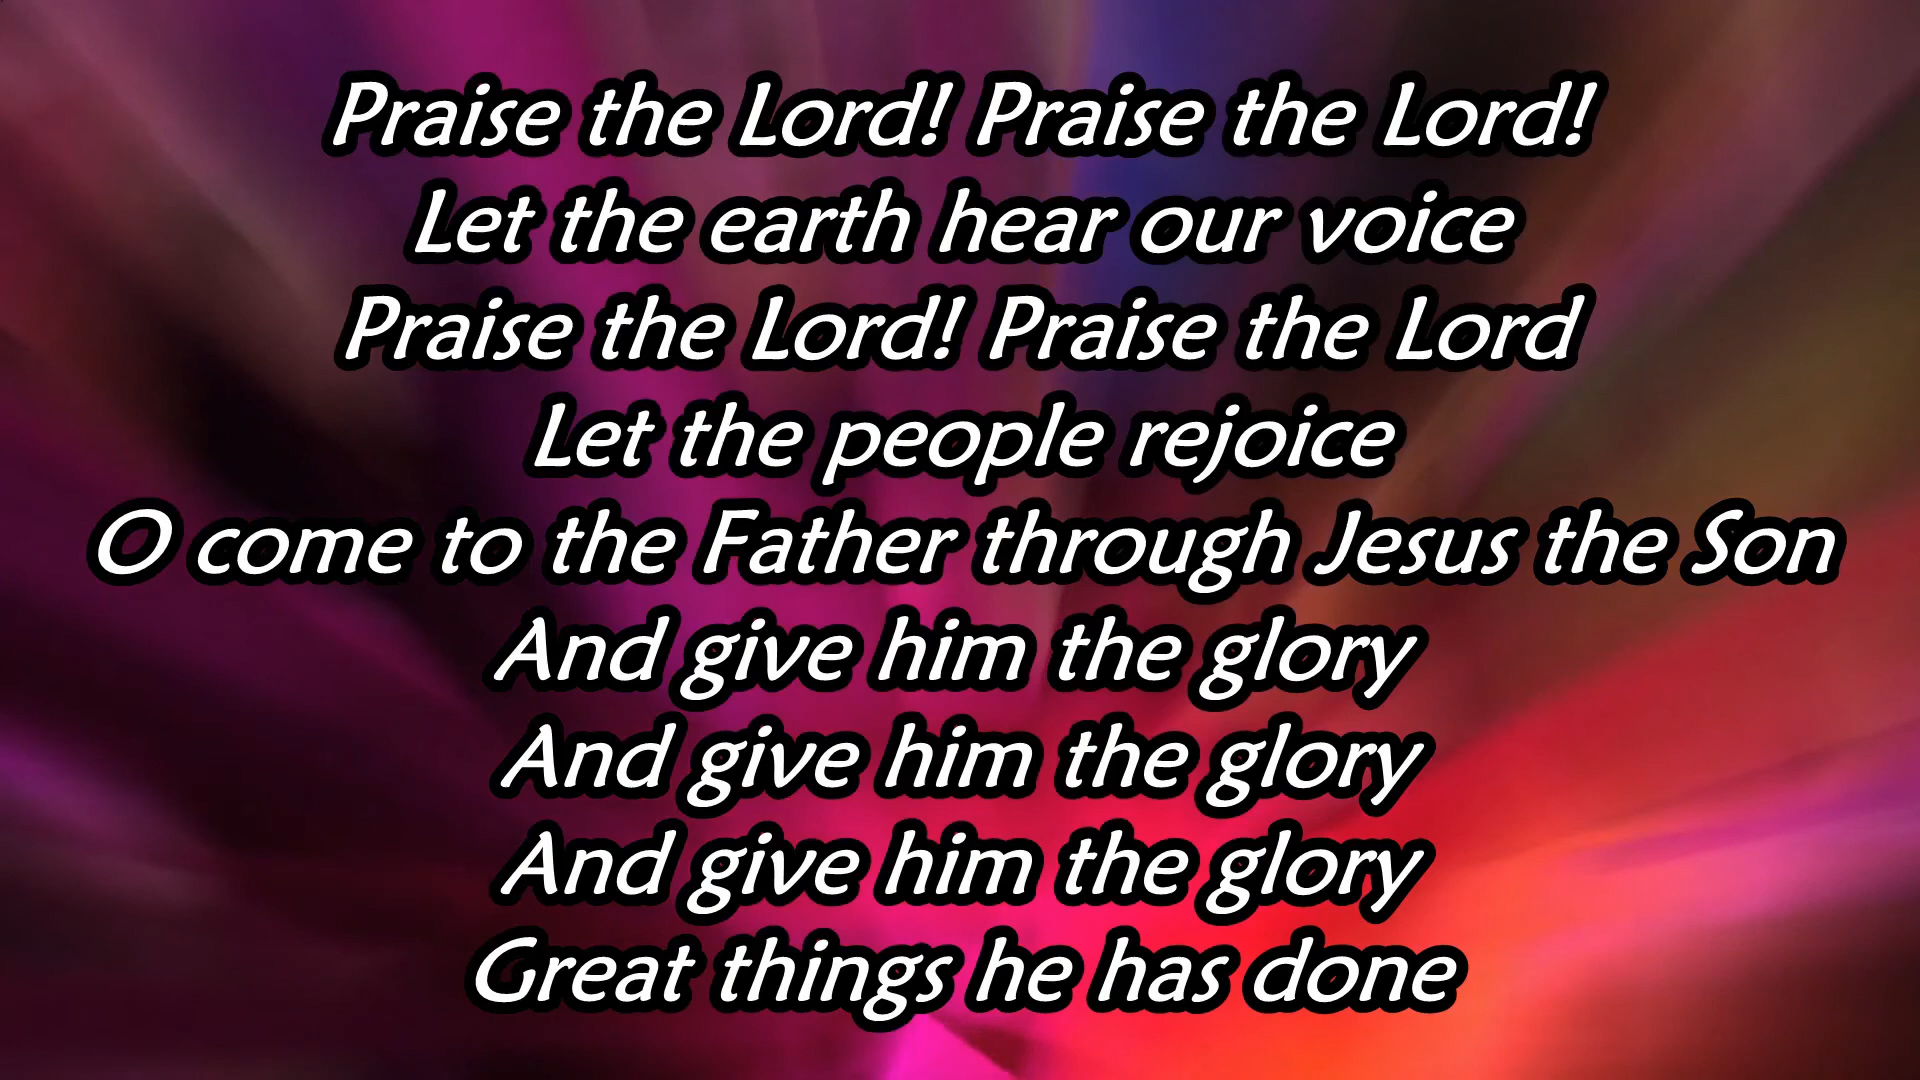 Praise the Lord! Praise the Lord!
Let the earth hear our voice
Praise the Lord! Praise the Lord
Let the people rejoice
O come to the Father through Jesus the Son
And give him the glory
And give him the glory
And give him the glory
Great things he has done